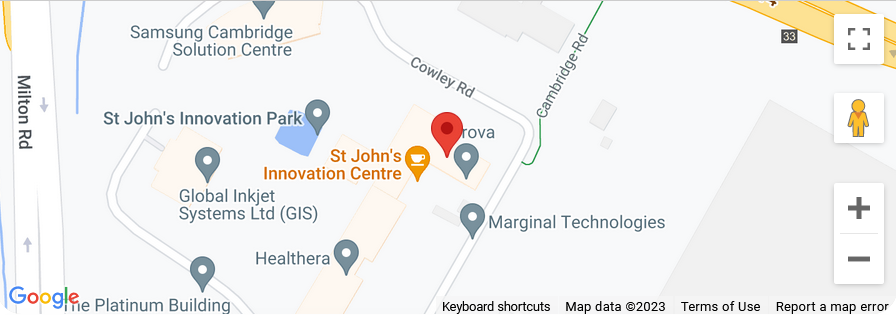 Samsung Cambridge
Solution Centre
33
Cowley Rd
Cambridge Rd
Milton Rd
St John's Innovation Park
rova
St John's
Innovation Centre
Global Inkjet
Systems Ltd (GIS)
Marginal Technologies
Healthera
The Platinum Building
Google
Keyboard shortcuts
Map data ©2023
Terms of Use
Report a map error